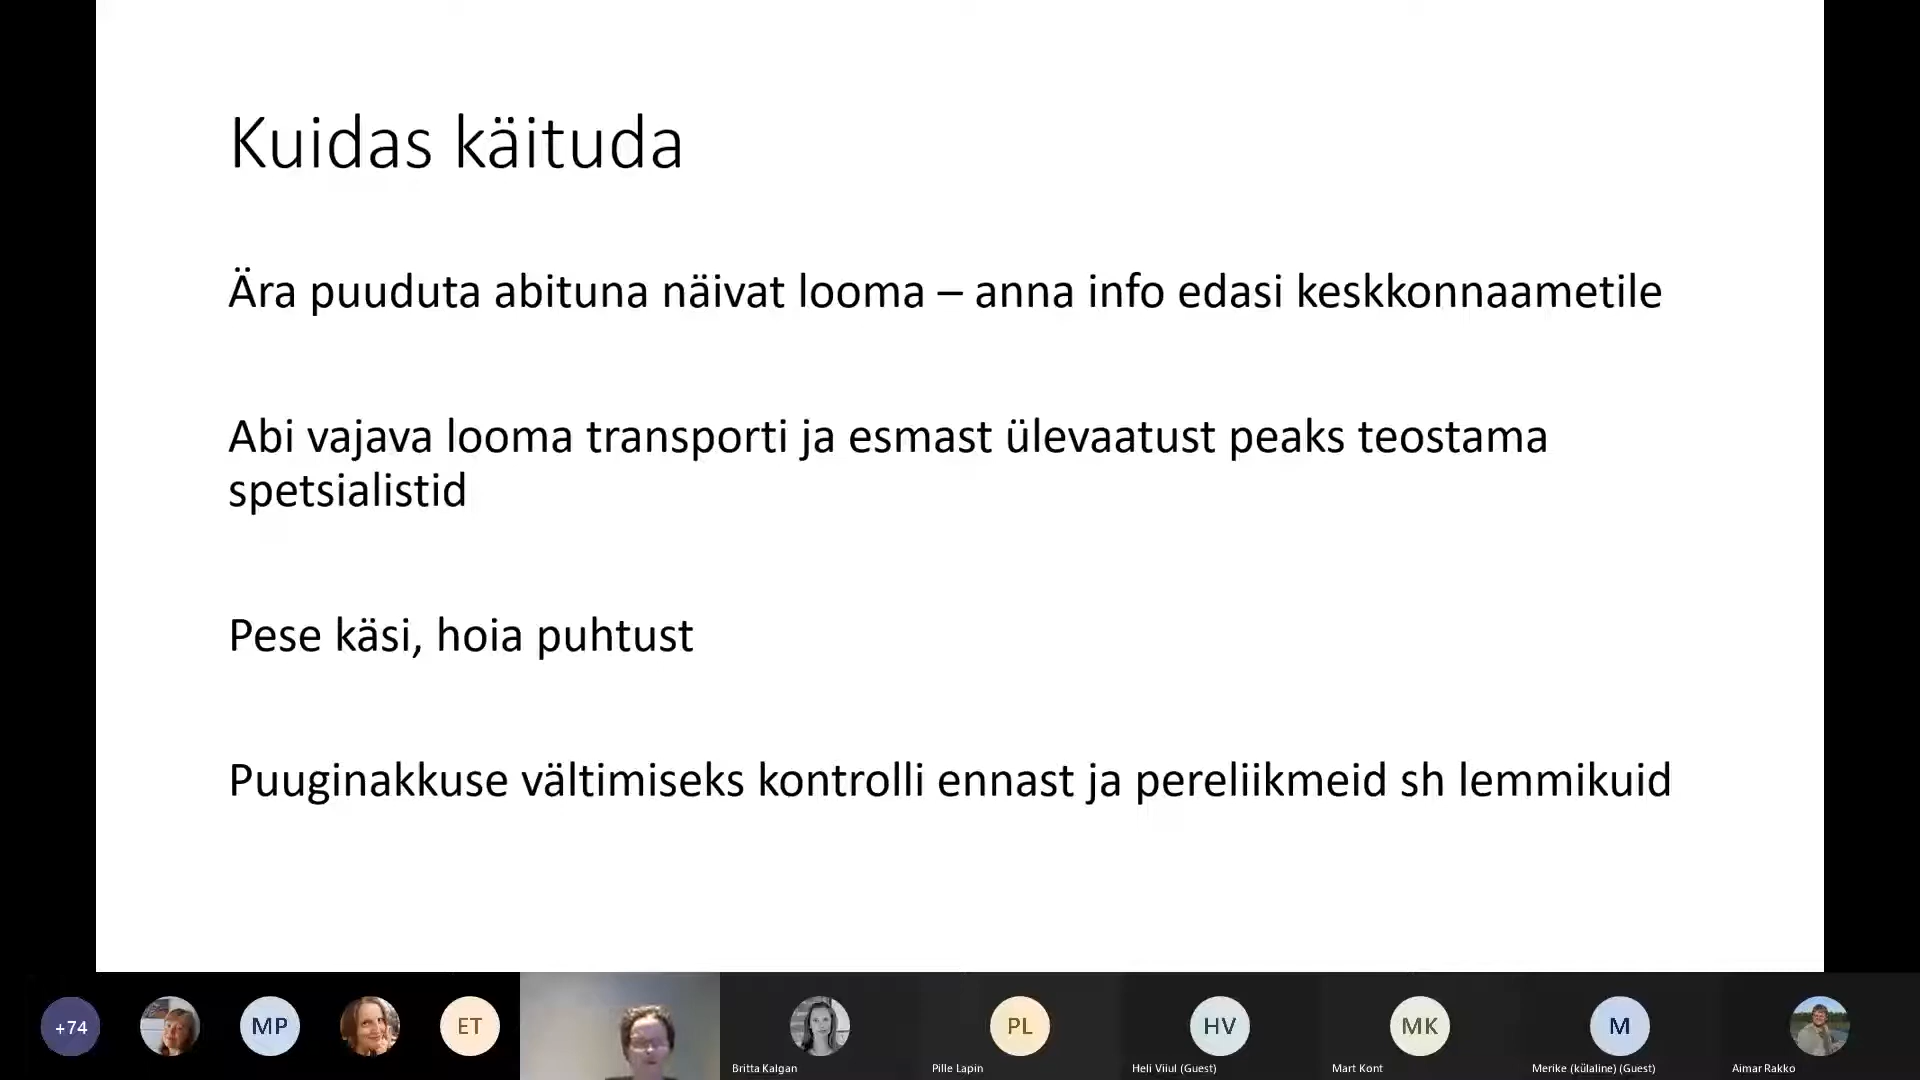 Kuidas käituda
Ära puuduta abituna näivat looma – anna info edasi keskkonnaametile
Abi vajava looma transporti ja esmast ülevaatust peaks teostama
spetsialistid
Pese käsi, hoia puhtust
Puuginakkuse vältimiseks kontrolli ennast ja pereliikmeid sh lemmikuid
+74
MP
ET
PL
HV
MK
M
Britta Kalgan
Pille Lapin
Heli Viiul (Guest)
Mart Kont
Merike (külaline) (Guest)
Aimar Rakko